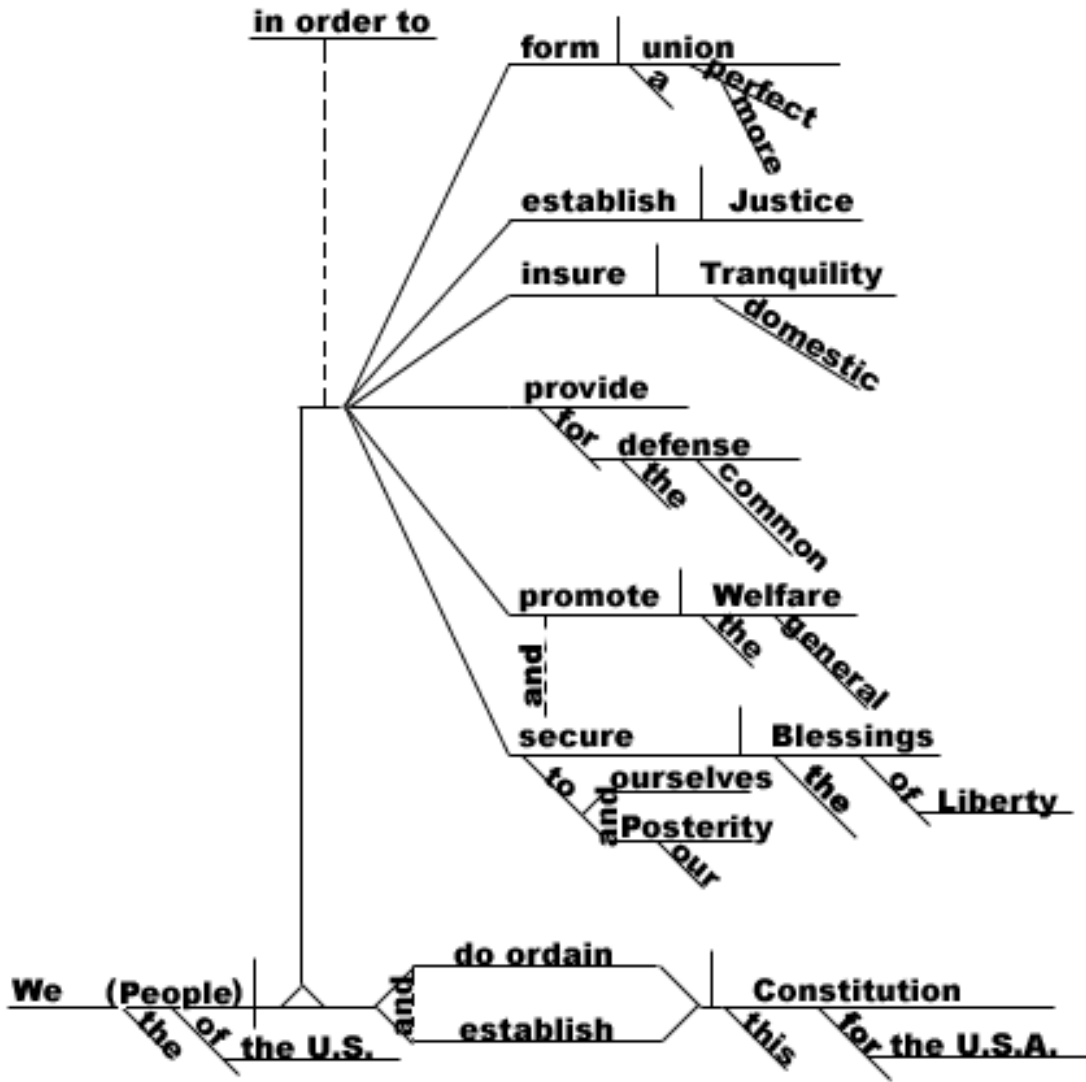 in order to
form union
a perfect
more
establish Justice
insure Tranquility
domestic
provide
for defense
the common
promote Welfare
the general
and
secure Blessings
to ourselves the of Liberty
and Posterity
our
do ordain
We (People) and Constitution
the of the U.S. establish this for the U.S.A.